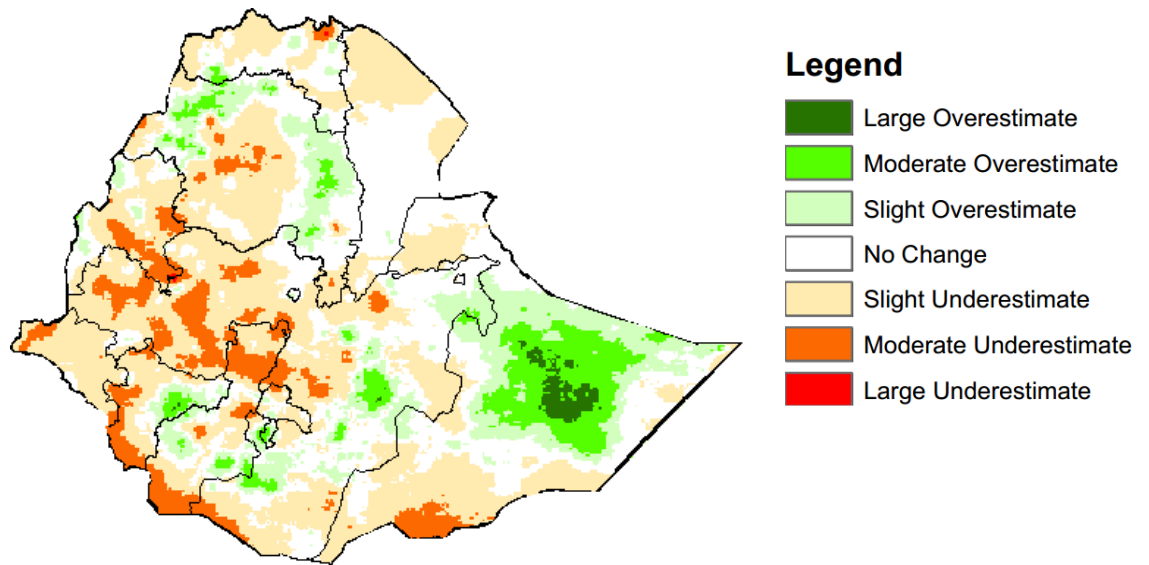 Legend
Large Overestimate
Moderate Overestimate
Slight Overestimate
No Change
Slight Underestimate
Moderate Underestimate
Large Underestimate